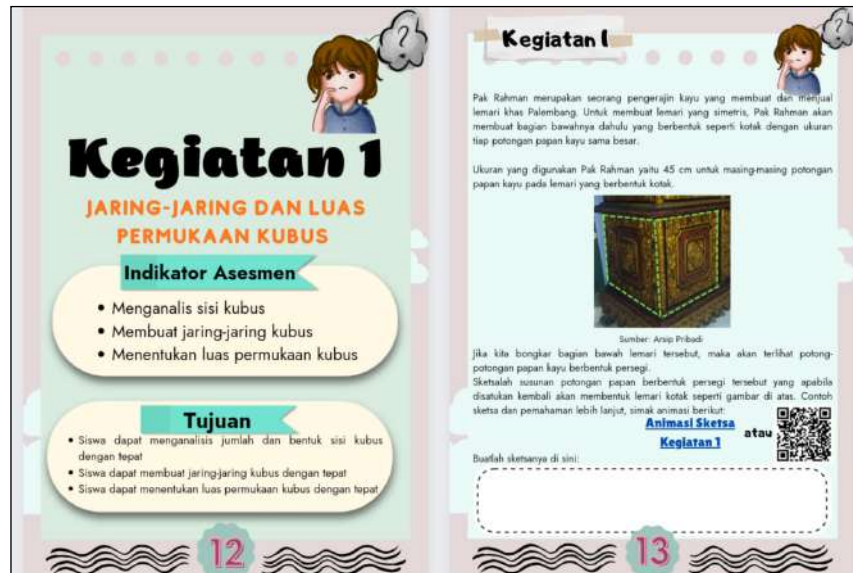 ?
Kegiatan 1
JARING-JARING DAN LUAS
PERMUKAAN KUBUS
Indikator Asesmen
• Menganalis sisi kubus
• Membuat jaring-jaring kubus
• Menentukan luas permukaan kubus
Tujuan
• Siswa dapat menganalisis jumlah dan bentuk sisi kubus
dengan tepat
• Siswa dapat membuat jaring-jaring kubus dengan tepat
• Siswa dapat menentukan luas permukaan kubus dengan tepat
12
Kegiatan 1
?
Pak Rahman merupakan seorang pengerajin kayu yang membuat dan menjual
lemari khas Palembang. Untuk membuat lemari yang simetris, Pak Rahman akan
membuat bagian bawahnya dahulu yang berbentuk seperti kotak dengan ukuran
tiap potongan papan kayu sama besar.
Ukuran yang digunakan Pak Rahman yaitu 45 cm untuk masing-masing potongan
papan kayu pada lemari yang berbentuk kotak.
Sumber: Arsip Pribadi
Jika kita bongkar bagian bawah lemari tersebut, maka akan terlihat potong-
potongan papan kayu berbentuk persegi.
Sketsalah susunan potongan papan berbentuk persegi tersebut yang apabila
disatukan kembali akan membentuk lemari kotak seperti gambar di atas. Contoh
sketsa dan pemahaman lebih lanjut, simak animasi berikut:
Animasi Sketsa
Kegiatan 1
atau
Buatlah sketsanya di sini:
13